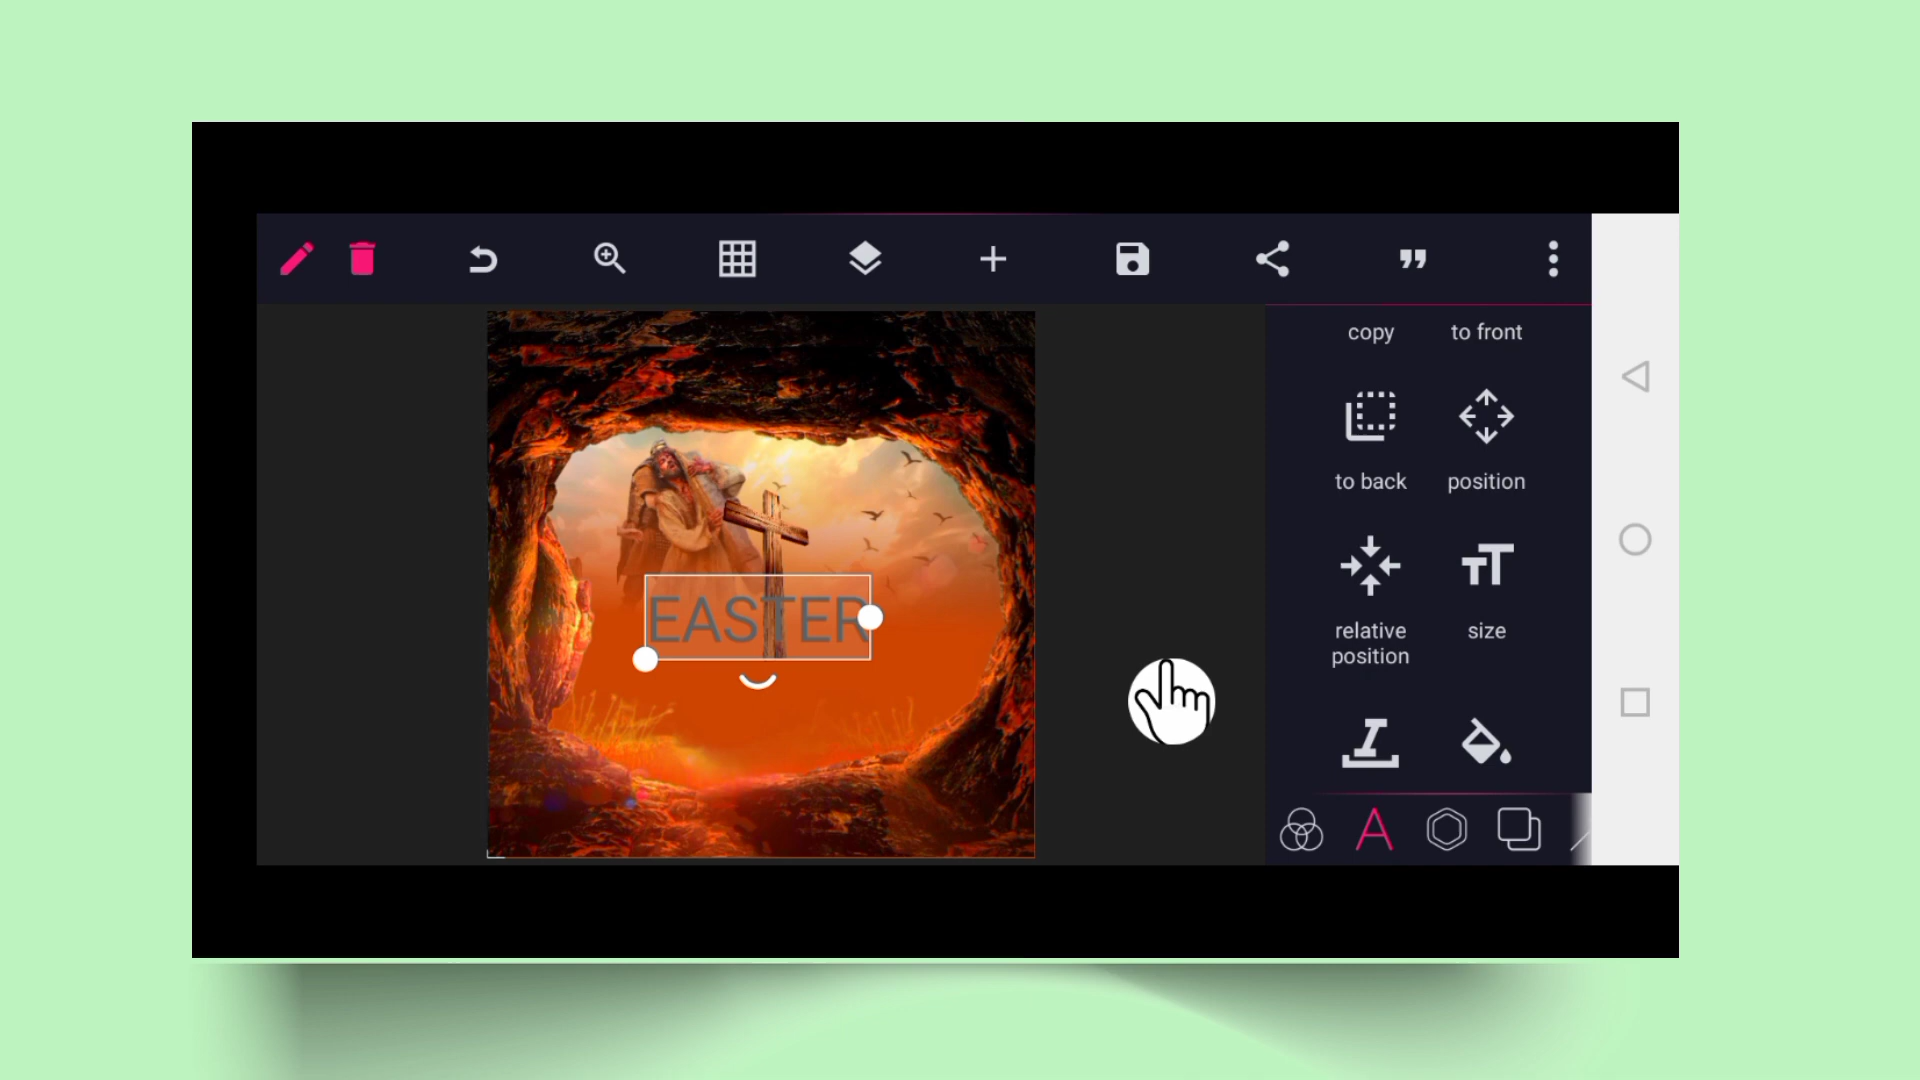 copy
to front
to back
position
relative
position
size
EASTER